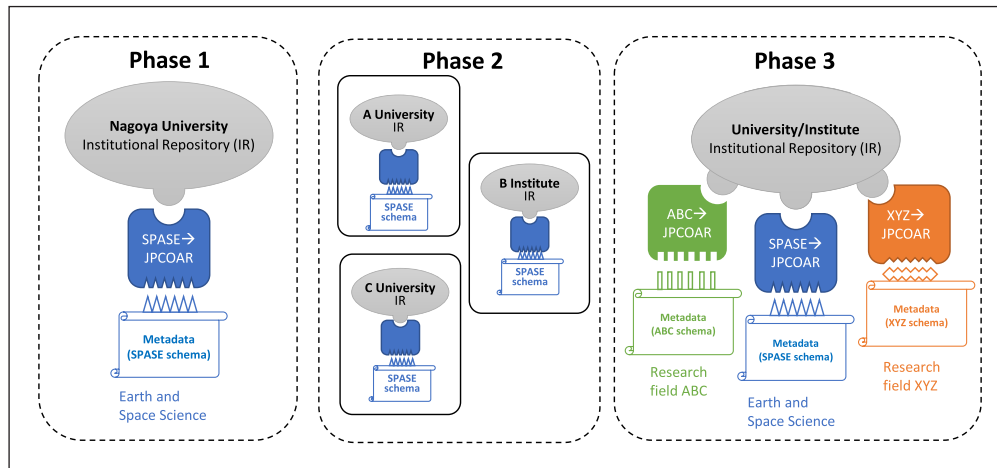 Phase 1
Nagoya University
Institutional Repository (IR)
SPASE→
JPCOAR
Metadata
(SPASE schema)
Earth and
Space Science
Phase 2
A University
IR
SPASE
schema
B Institute
IR
SPASE
schema
C University
IR
SPASE
schema
Phase 3
University/Institute
Institutional Repository (IR)
ABC→
JPCOAR
Metadata
(ABC schema)
Research
field ABC
SPASE→
JPCOAR
Metadata
(SPASE schema)
Earth and
Space Science
XYZ→
JPCOAR
Metadata
(XYZ schema)
Research
field XYZ